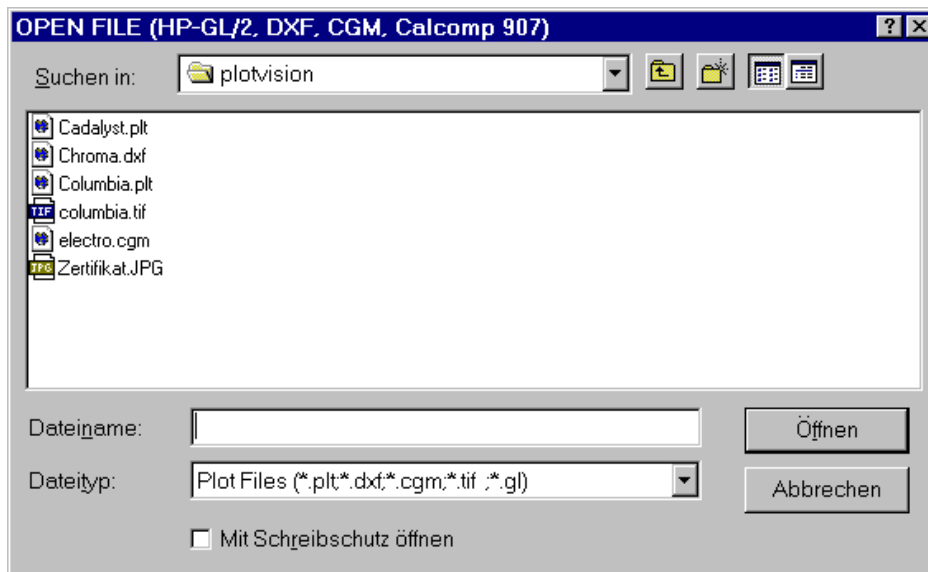 OPEN FILE (HP-GL/2, DXF, CGM, Calcomp 907)
Suchen in: plotvision
Cadalyst.plt
Chroma.dxf
Columbia.plt
TIF columbia.tif
electro.cgm
JPG Zertifikat.JPG
Dateiname: Öffnen
Dateityp: Plot Files (*.plt;*.dxf;*.cgm;*.tif ;*.gl) Abbrechen
Mit Schreibschutz öffnen